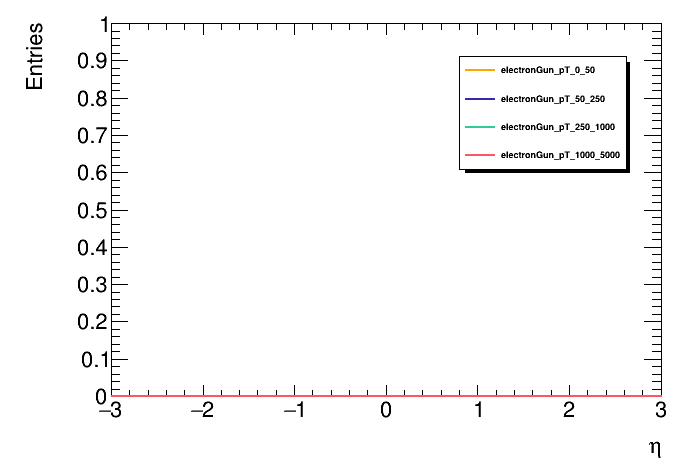 Entries
1
0.9
0.8
0.7
0.6
0.5
0.4
0.3
0.2
0.1
0
electronGun_pT_0_50
electronGun_pT_50_250
electronGun_pT_250_1000
electronGun_pT_1000_5000
−3 −2 −1 0 1 2 3
η